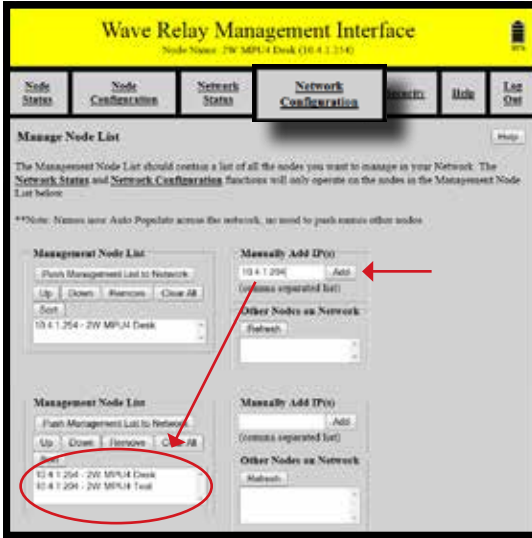 Wave Relay Management Interface
Node Name: 2W MPU4 Desk (10.4.1.254)
Node Status
Node Configuration
Network Status
Network Configuration
Security
Help
Log Out
Manage Node List
Help
The Management Node List should contain a list of all the nodes you want to manage in your Network. The
Network Status and Network Configuration functions will only operate on the nodes in the Management Node
List below
**Note: Names now Auto Populate across the network, no need to push names other nodes
Management Node List
Push Management List to Network
Up Down Remove Clear All
Sort
10.4.1.254 - 2W MPU4 Desk
Manually Add IP(s)
10.4.1.204 Add
(comma separated list)
Other Nodes on Network
Refresh
Management Node List
Push Management List to Network
Up Down Remove Clear All
10.4.1.254 - 2W MPU4 Desk
10.4.1.204 - 2W MPU4 Test
Manually Add IP(s)
Add
(comma separated list)
Other Nodes on Network
Refresh